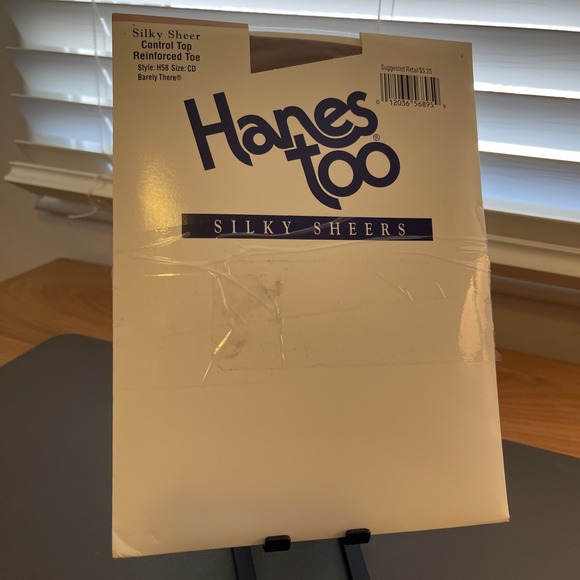 Silky Sheer
Control Top
Reinforced Toe
Style: H58 Size: CD
Barely There®
Suggested Retail $5.25
0 12036 56895 9
Hanes
too®
SILKY SHEERS